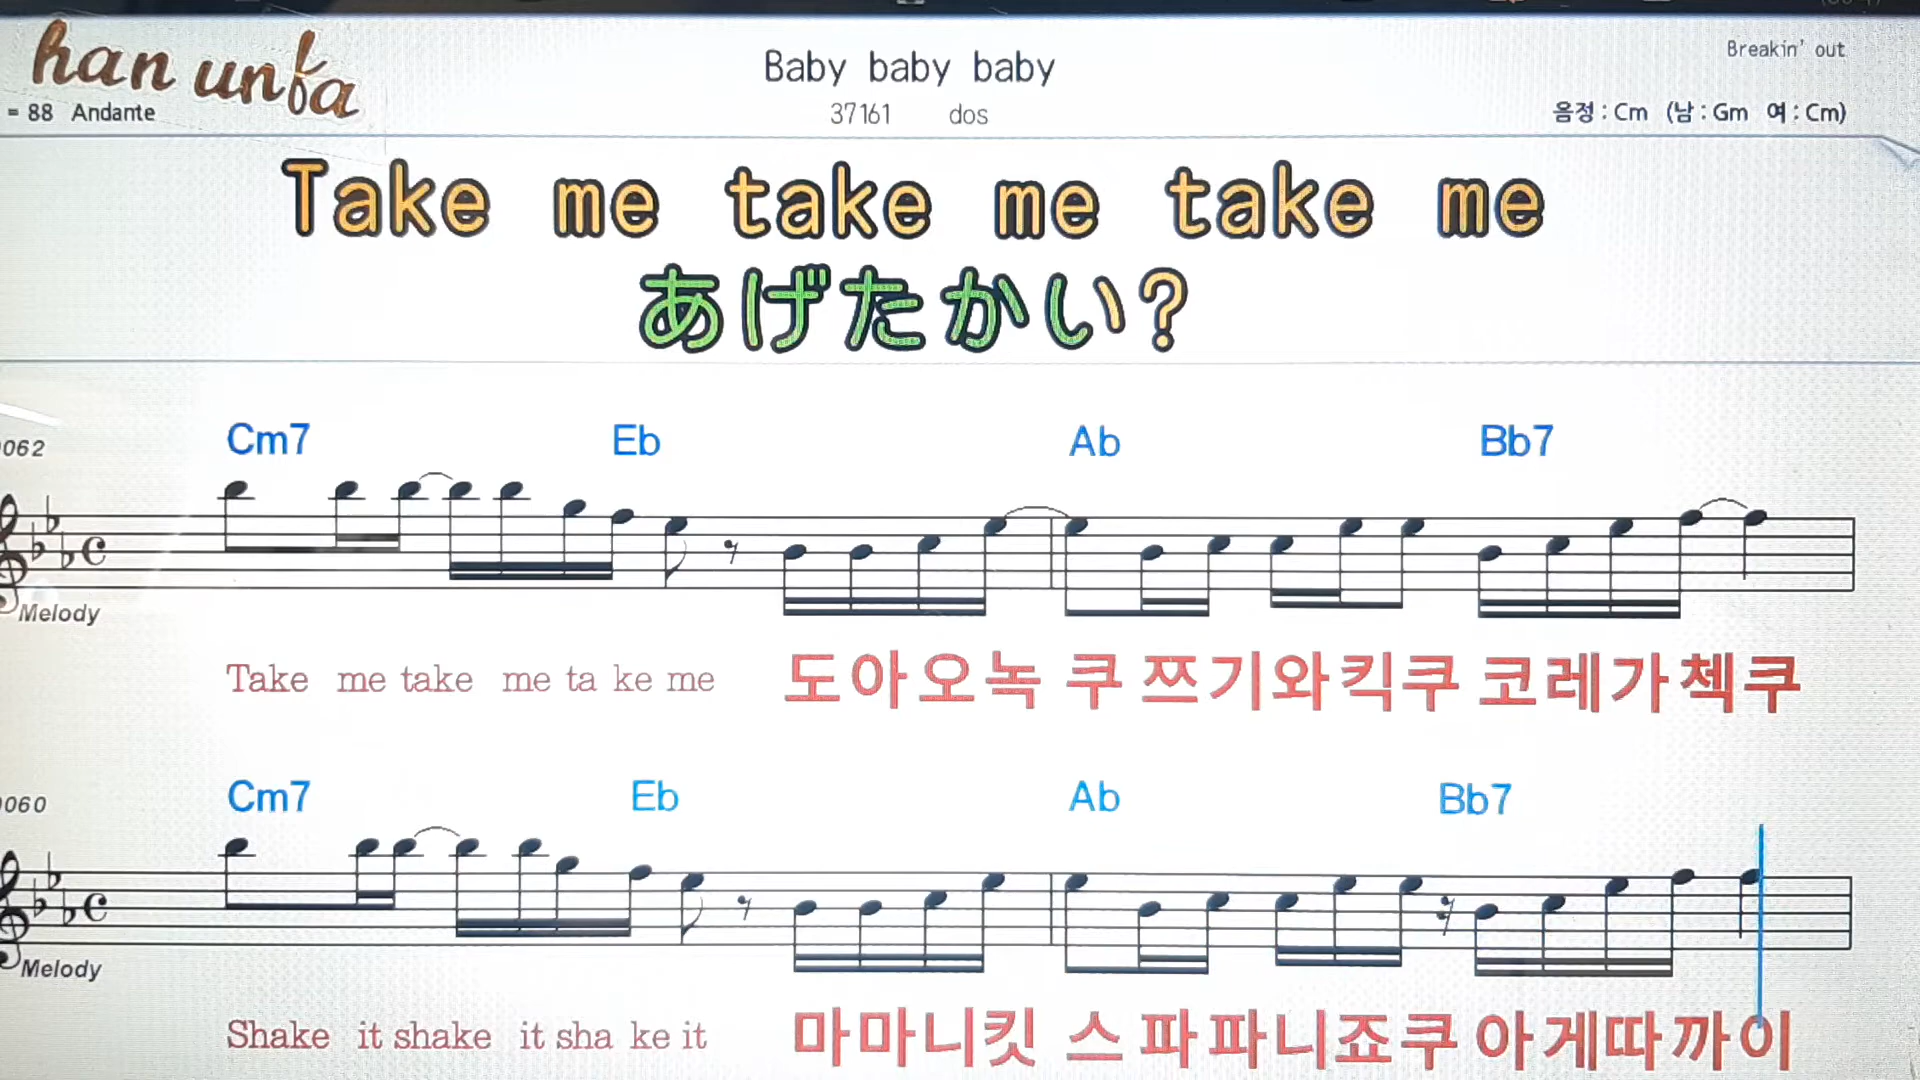 han unfa
Baby baby baby
Breakin' out
= 88 Andante
37161 dos
음정 : Cm (남 : Gm 여 : Cm)
Take me take me take me
あげたかい?
Cm7 Eb Ab Bb7
0062
Melody
Take me take me ta ke me 도아오녹 쿠 쯔기와킥쿠 코레가첵쿠
Cm7 Eb Ab Bb7
0060
Melody
Shake it shake it sha ke it 마마니킷 스 파파니죠쿠 아게따까이